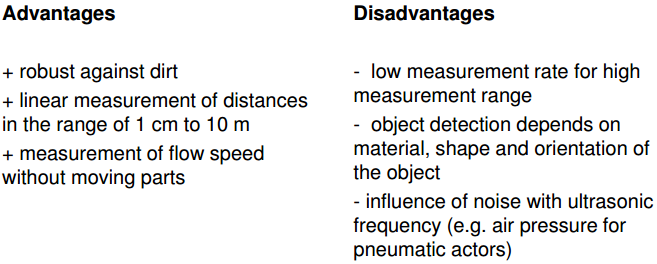 Advantages
+ robust against dirt
+ linear measurement of distances
in the range of 1 cm to 10 m
+ measurement of flow speed
without moving parts
Disadvantages
- low measurement rate for high
measurement range
- object detection depends on
material, shape and orientation of
the object
- influence of noise with ultrasonic
frequency (e.g. air pressure for
pneumatic actors)